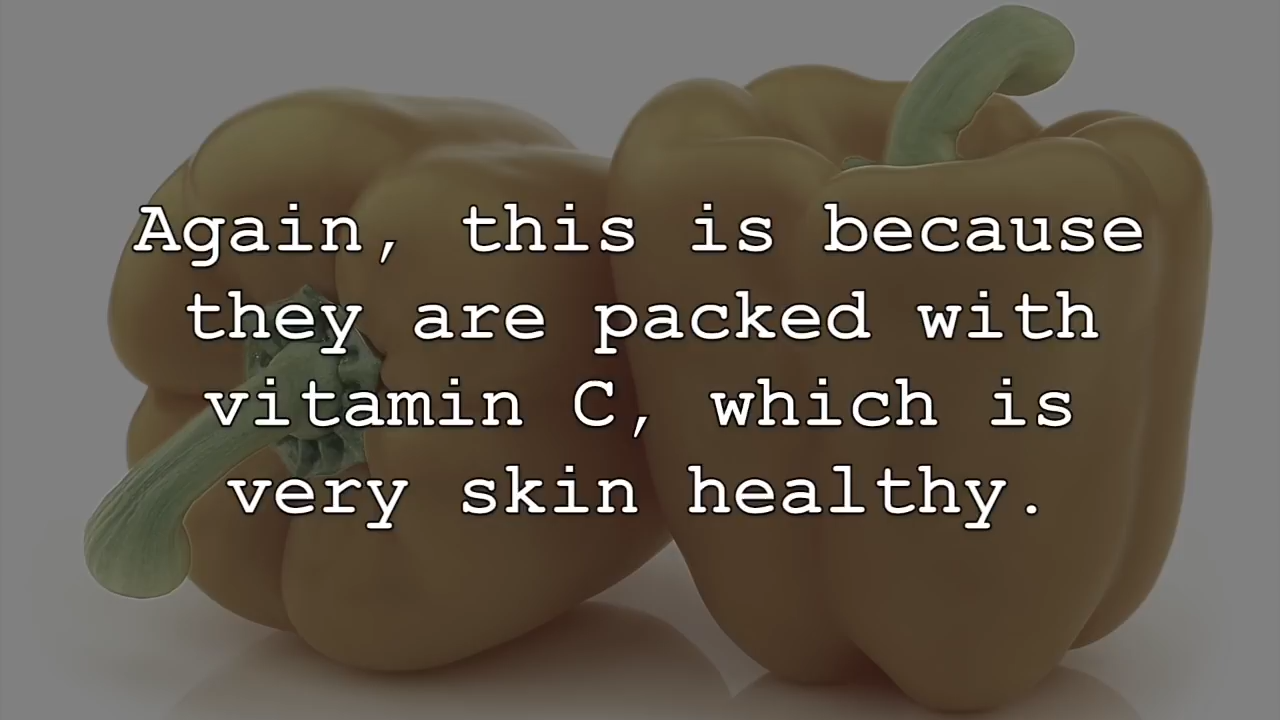 Again, this is because
they are packed with
vitamin C, which is
very skin healthy.